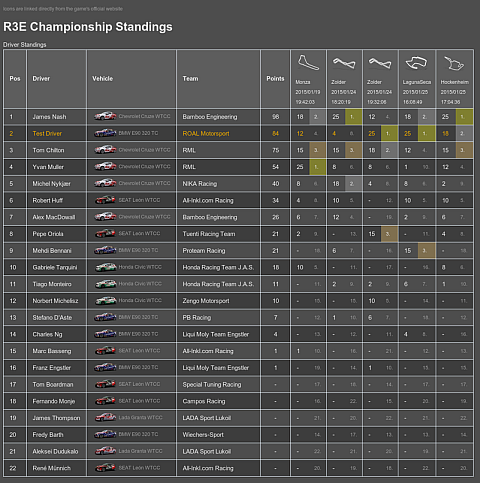 Icons are linked directly from the game's official website
R3E Championship Standings
Driver Standings
Pos Driver Vehicle Team Points Monza 2015/01/19 19:42:03 Zolder 2015/01/24 18:20:19 Zolder 2015/01/24 19:32:08 LagunaSeca 2015/01/25 16:08:49 Hockenheim 2015/01/25 17:04:36
1 James Nash Chevrolet Cruze WTCC Bamboo Engineering 98 18 2. 25 1. 12 4. 18 2. 25 1.
2 Test Driver BMW E90 320 TC ROAL Motorsport 84 12 4. 4 8. 25 1. 25 1. 18 2.
3 Tom Chilton Chevrolet Cruze WTCC RML 75 15 3. 15 3. 18 2. 12 4. 15 3.
4 Yvan Muller Chevrolet Cruze WTCC RML 54 25 1. 8 6. 8 6. 1 10. 12 4.
5 Michel Nykjær Chevrolet Cruze WTCC NIKA Racing 40 8 6. 18 2. 4 8. 8 6. 2 9.
6 Robert Huff SEAT Leon WTCC All-Inkl.com Racing 34 4 8. 10 5. - 12. 10 5. 10 5.
7 Alex MacDowall Chevrolet Cruze WTCC Bamboo Engineering 26 6 7. 12 4. - 19. 2 9. 6 7.
8 Pepe Oriola SEAT Leon WTCC Tuenti Racing Team 21 2 9. - 13. 15 3. - 11. 4 8.
9 Mehdi Bennani BMW E90 320 TC Proteam Racing 21 - 19. 6 7. - 16. 15 3. - 19.
10 Gabriele Tarquini Honda Civic WTCC Honda Racing Team J.A.S. 18 10 5. - 11. - 17. - 16. 8 6.
11 Tiago Monteiro Honda Civic WTCC Honda Racing Team J.A.S. - 11. 2 9. 2 9. 6 7. 1 10.
12 Norbert Michelisz Honda Civic WTCC Zengo Motorsport 10 - 15. - 15. 10 5. - 14. - 11.
13 Stefano D'Aste BMW E90 320 TC PB Racing 7 - 12. 1 10. 6 7. - 15. - 12.
14 Charles Ng BMW E90 320 TC Liqui Moly Team Engstler 4 - 13. - 12. - 11. 4 8. - 16.
15 Marc Basseng SEAT Leon WTCC All-Inkl.com Racing 1 1 10. - 16. - 21. - 12. - 13.
16 Franz Engstler BMW E90 320 TC Liqui Moly Team Engstler 1 - 16. - 14. 1 10. - 13. - 15.
17 Tom Boardman SEAT Leon WTCC Special Tuning Racing - 17. - 18. - 14. - 17. - 17.
18 Fernando Monje SEAT Leon WTCC Campos Racing - 18. - 22. - 15. - 20. -
19 James Thompson Lada Granta WTCC LADA Sport Lukoil - 21. - 20. - 22. - 22. - 21.
20 Fredy Barth BMW E90 320 TC Wiechers-Sport - 14. - 17. - 13. - - 14.
21 Aleksei Dudukalo Lada Granta WTCC LADA Sport Lukoil - 22. - 21. - 20. - 19. -
22 René Münnich SEAT Leon WTCC All-Inkl.com Racing - 20. - 19. - 18. - 21. -